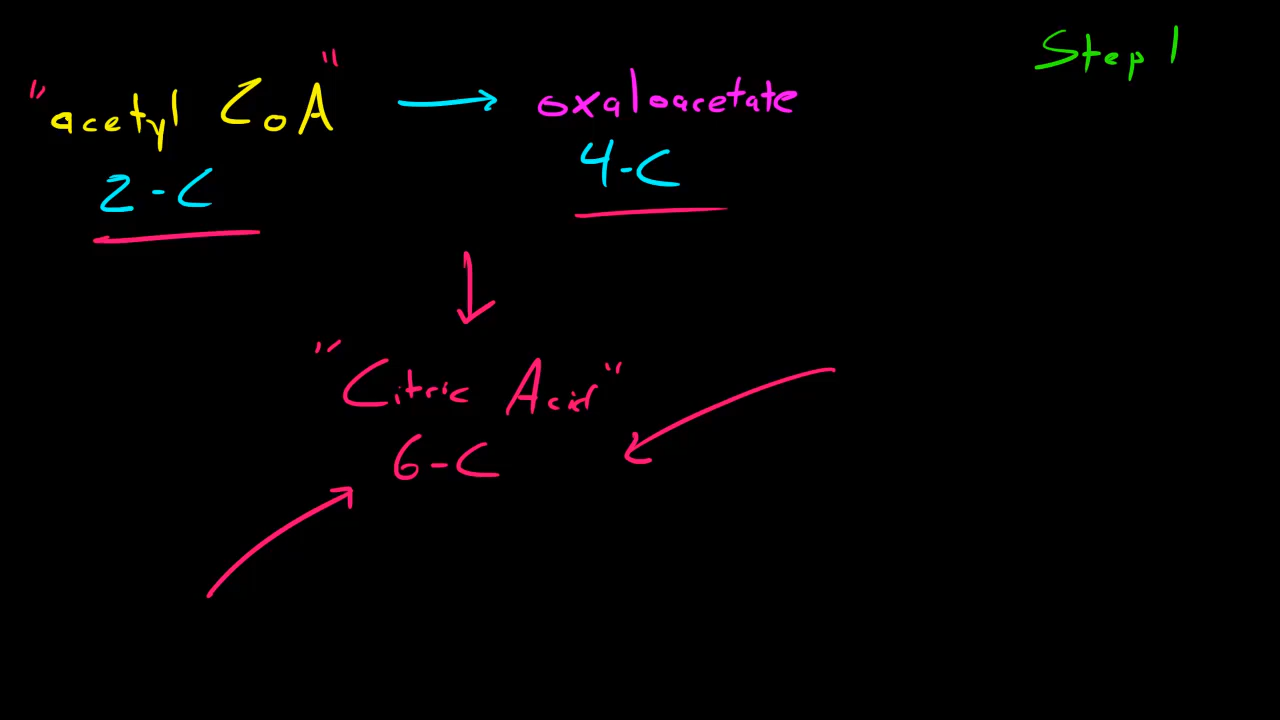 Step 1
"acetyl CoA" → oxaloacetate
2-C 4-C
"Citric Acid"
6-C